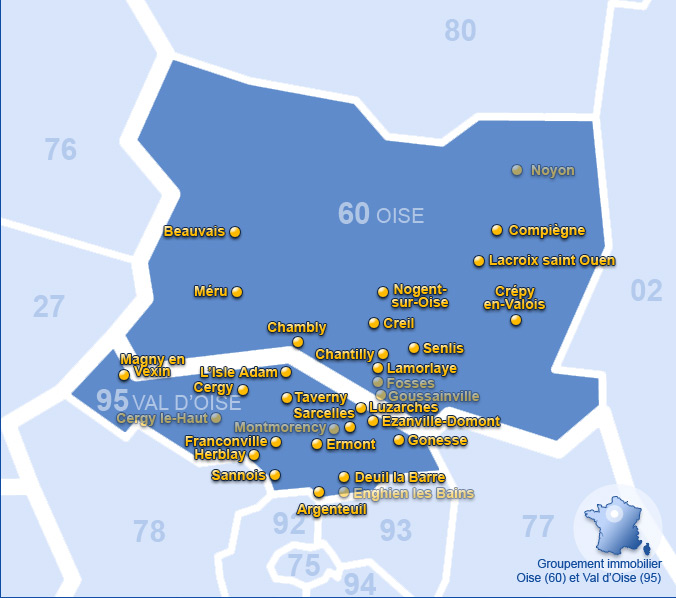 80
76
Noyon
60 OISE
Beauvais
Compiègne
Lacroix saint Ouen
27
Méru
Nogent-
sur-Oise
Crépy
en-Valois
02
Creil
Chambly
Senlis
Chantilly
Magny en
Vexin
L'Isle Adam
Lamorlaye
Fosses
Cergy
Goussainville
95 VAL D'OISE
Taverny
Luzarches
Sarcelles
Cergy le-Haut
Ezanville-Domont
Montmorency
Franconville
Ermont
Gonesse
Herblay
Sannois
Deuil la Barre
Enghien les Bains
Argenteuil
78
92
93
77
75
94
Groupement immobilier
Oise (60) et Val d'Oise (95)